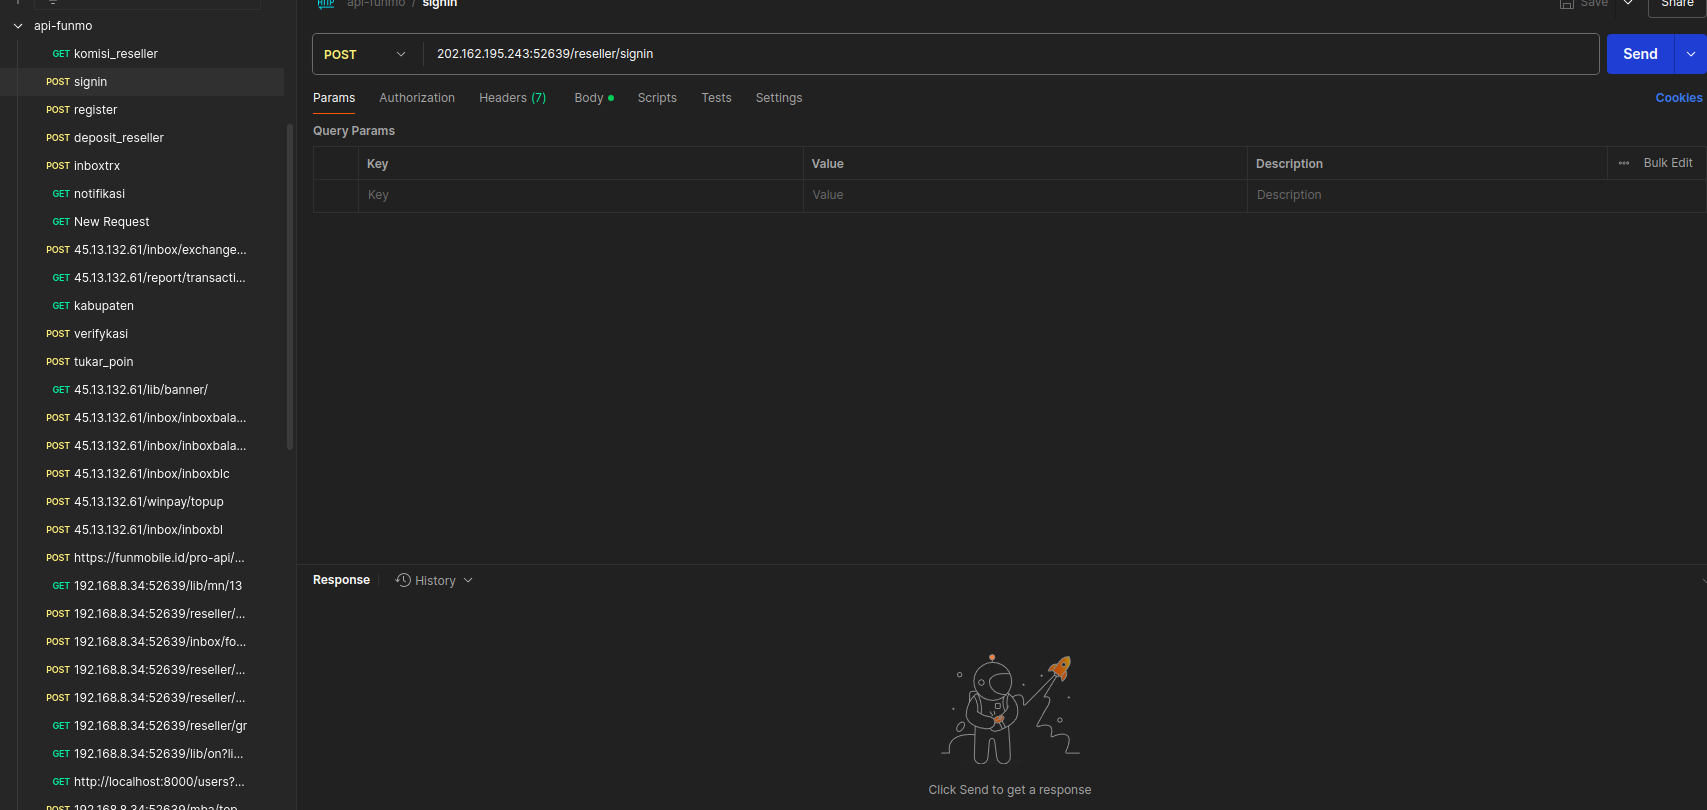 api-funmo
GET komisi_reseller
POST signin
POST register
POST deposit_reseller
POST inboxtrx
GET notifikasi
GET New Request
POST 45.13.132.61/inbox/exchange...
GET 45.13.132.61/report/transacti...
GET kabupaten
POST verifykasi
POST tukar_poin
GET 45.13.132.61/lib/banner/
POST 45.13.132.61/inbox/inboxbala...
POST 45.13.132.61/inbox/inboxbala...
POST 45.13.132.61/inbox/inboxblc
POST 45.13.132.61/winpay/topup
POST 45.13.132.61/inbox/inboxbl
POST https://funmobile.id/pro-api/...
GET 192.168.8.34:52639/lib/mn/13
POST 192.168.8.34:52639/reseller/...
POST 192.168.8.34:52639/inbox/fo...
POST 192.168.8.34:52639/reseller/...
POST 192.168.8.34:52639/reseller/...
GET 192.168.8.34:52639/reseller/gr
GET 192.168.8.34:52639/lib/on?li...
GET http://localhost:8000/users?...
POST 192.168.8.34:52639/mba/top...
HTTP api-funmo / signin
Save Share
POST 202.162.195.243:52639/reseller/signin Send
Params Authorization Headers (7) Body Scripts Tests Settings Cookies
Query Params
Key Value Description ••• Bulk Edit
Key Value Description
Response History
Click Send to get a response